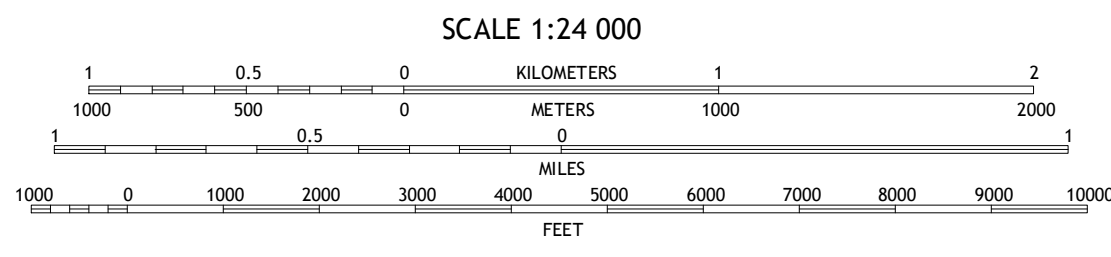 SCALE 1:24 000
1 0.5 0 KILOMETERS 1 2
1000 500 0 METERS 1000 2000
1 0.5 0 1
MILES
1000 0 1000 2000 3000 4000 5000 6000 7000 8000 9000 10000
FEET